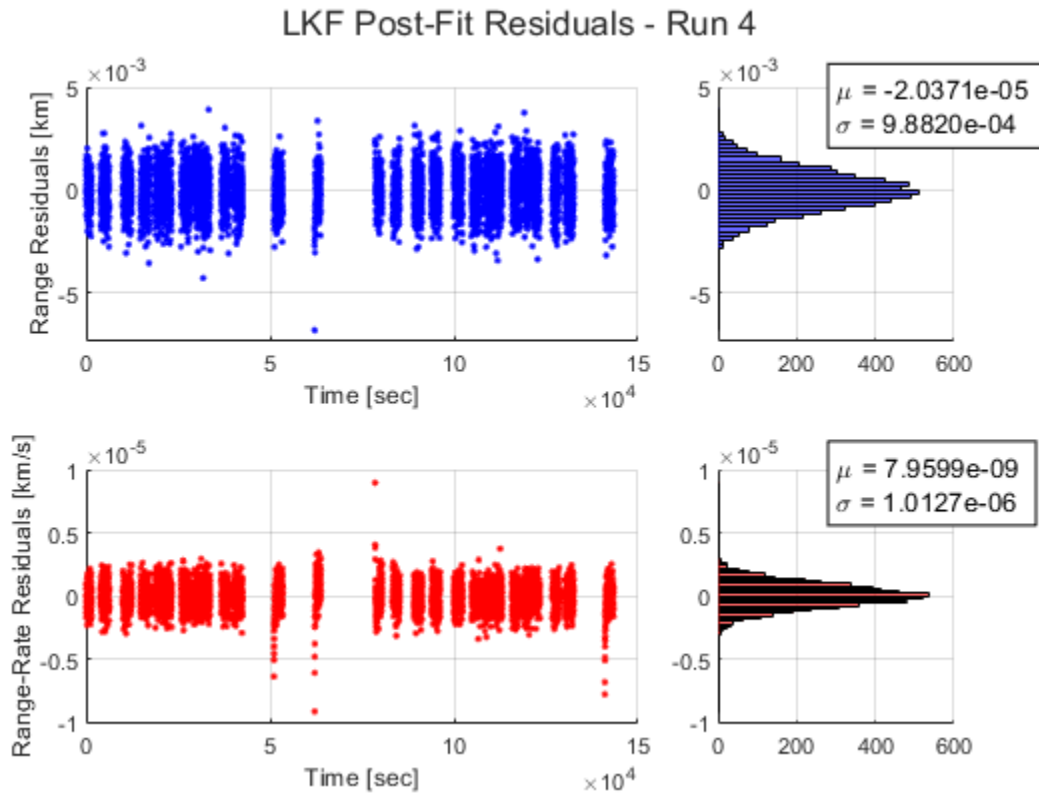 LKF Post-Fit Residuals - Run 4
×10⁻³
5
0
-5
Range Residuals [km]
0 5 10 15
Time [sec]
×10⁴
×10⁻³
5
0
-5
0 200 400 600
μ = -2.0371e-05
σ = 9.8820e-04
×10⁻⁵
1
0.5
0
-0.5
-1
Range-Rate Residuals [km/s]
0 5 10 15
Time [sec]
×10⁴
×10⁻⁵
1
0.5
0
-0.5
-1
0 200 400 600
μ = 7.9599e-09
σ = 1.0127e-06